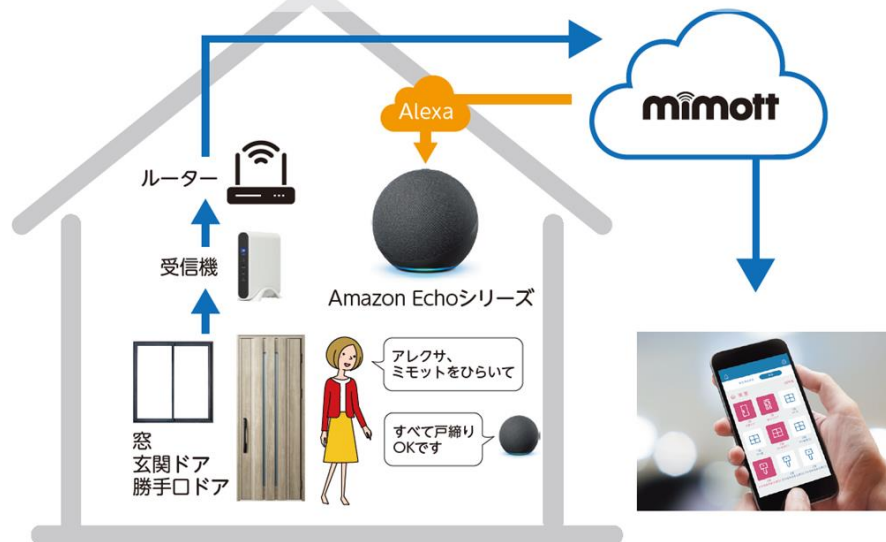 mimott
Alexa
ルーター
受信機
Amazon Echoシリーズ
アレクサ、
ミモットをひらいて
すべて戸締り
OKです
窓
玄関ドア
勝手口ドア